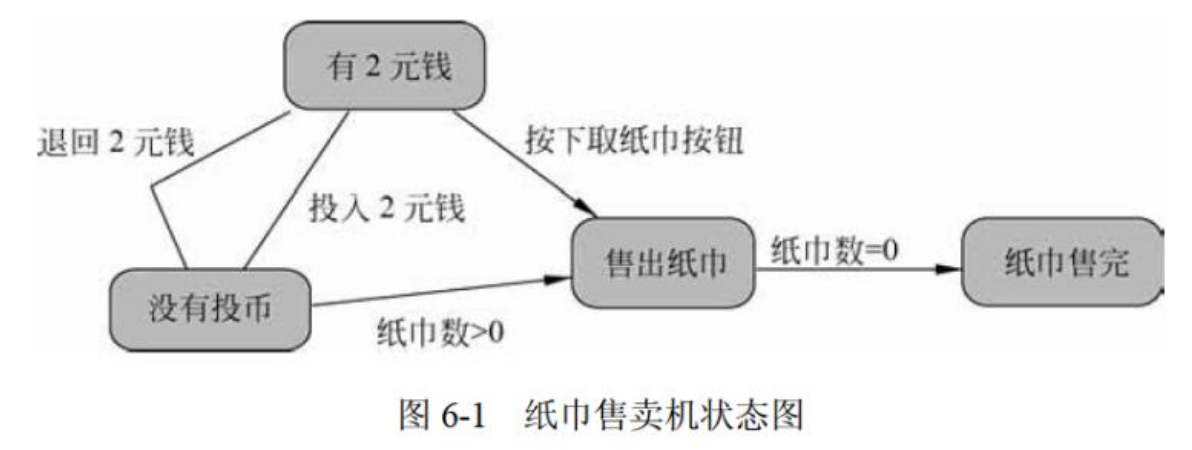 有 2 元钱
退回 2 元钱
按下取纸巾按钮
投入 2 元钱
售出纸巾
纸巾数=0
纸巾售完
没有投币
纸巾数>0
图 6-1 纸巾售卖机状态图